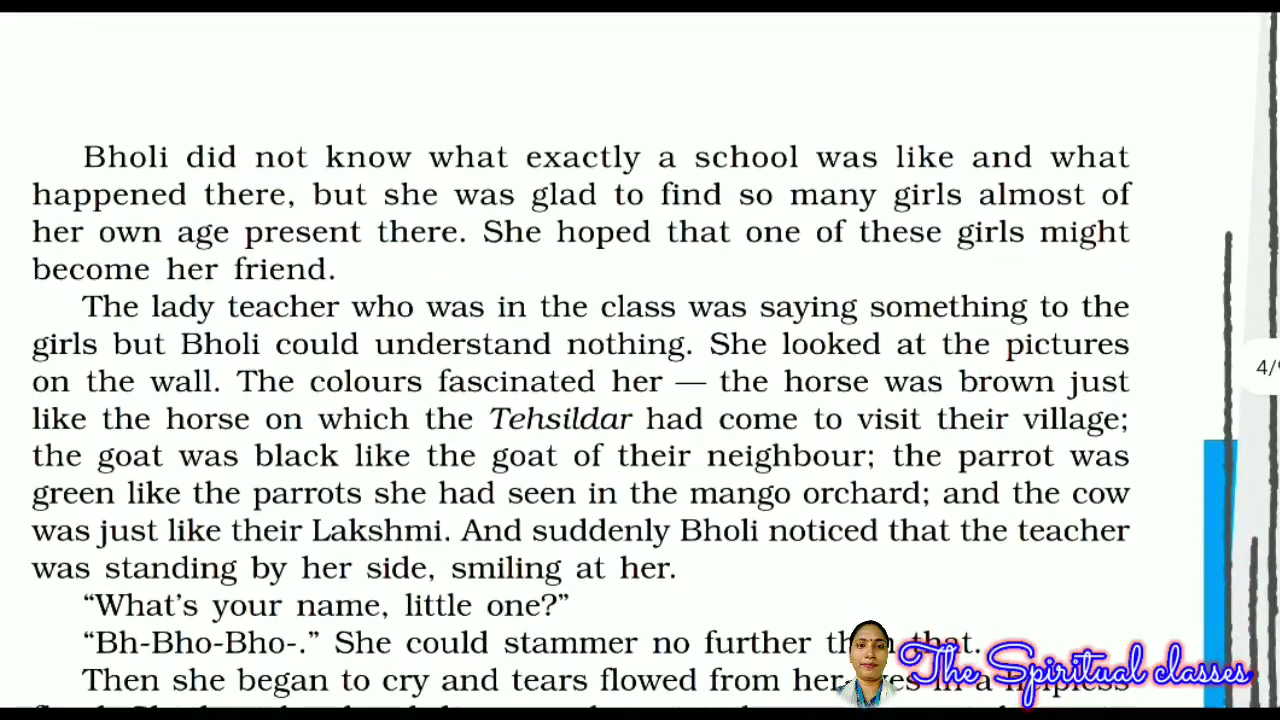 Bholi did not know what exactly a school was like and what
happened there, but she was glad to find so many girls almost of
her own age present there. She hoped that one of these girls might
become her friend.
The lady teacher who was in the class was saying something to the
girls but Bholi could understand nothing. She looked at the pictures
on the wall. The colours fascinated her — the horse was brown just
like the horse on which the Tehsildar had come to visit their village;
the goat was black like the goat of their neighbour; the parrot was
green like the parrots she had seen in the mango orchard; and the cow
was just like their Lakshmi. And suddenly Bholi noticed that the teacher
was standing by her side, smiling at her.
“What’s your name, little one?”
“Bh-Bho-Bho-.” She could stammer no further that.
Then she began to cry and tears flowed from her in a
4/
The Spiritual classes